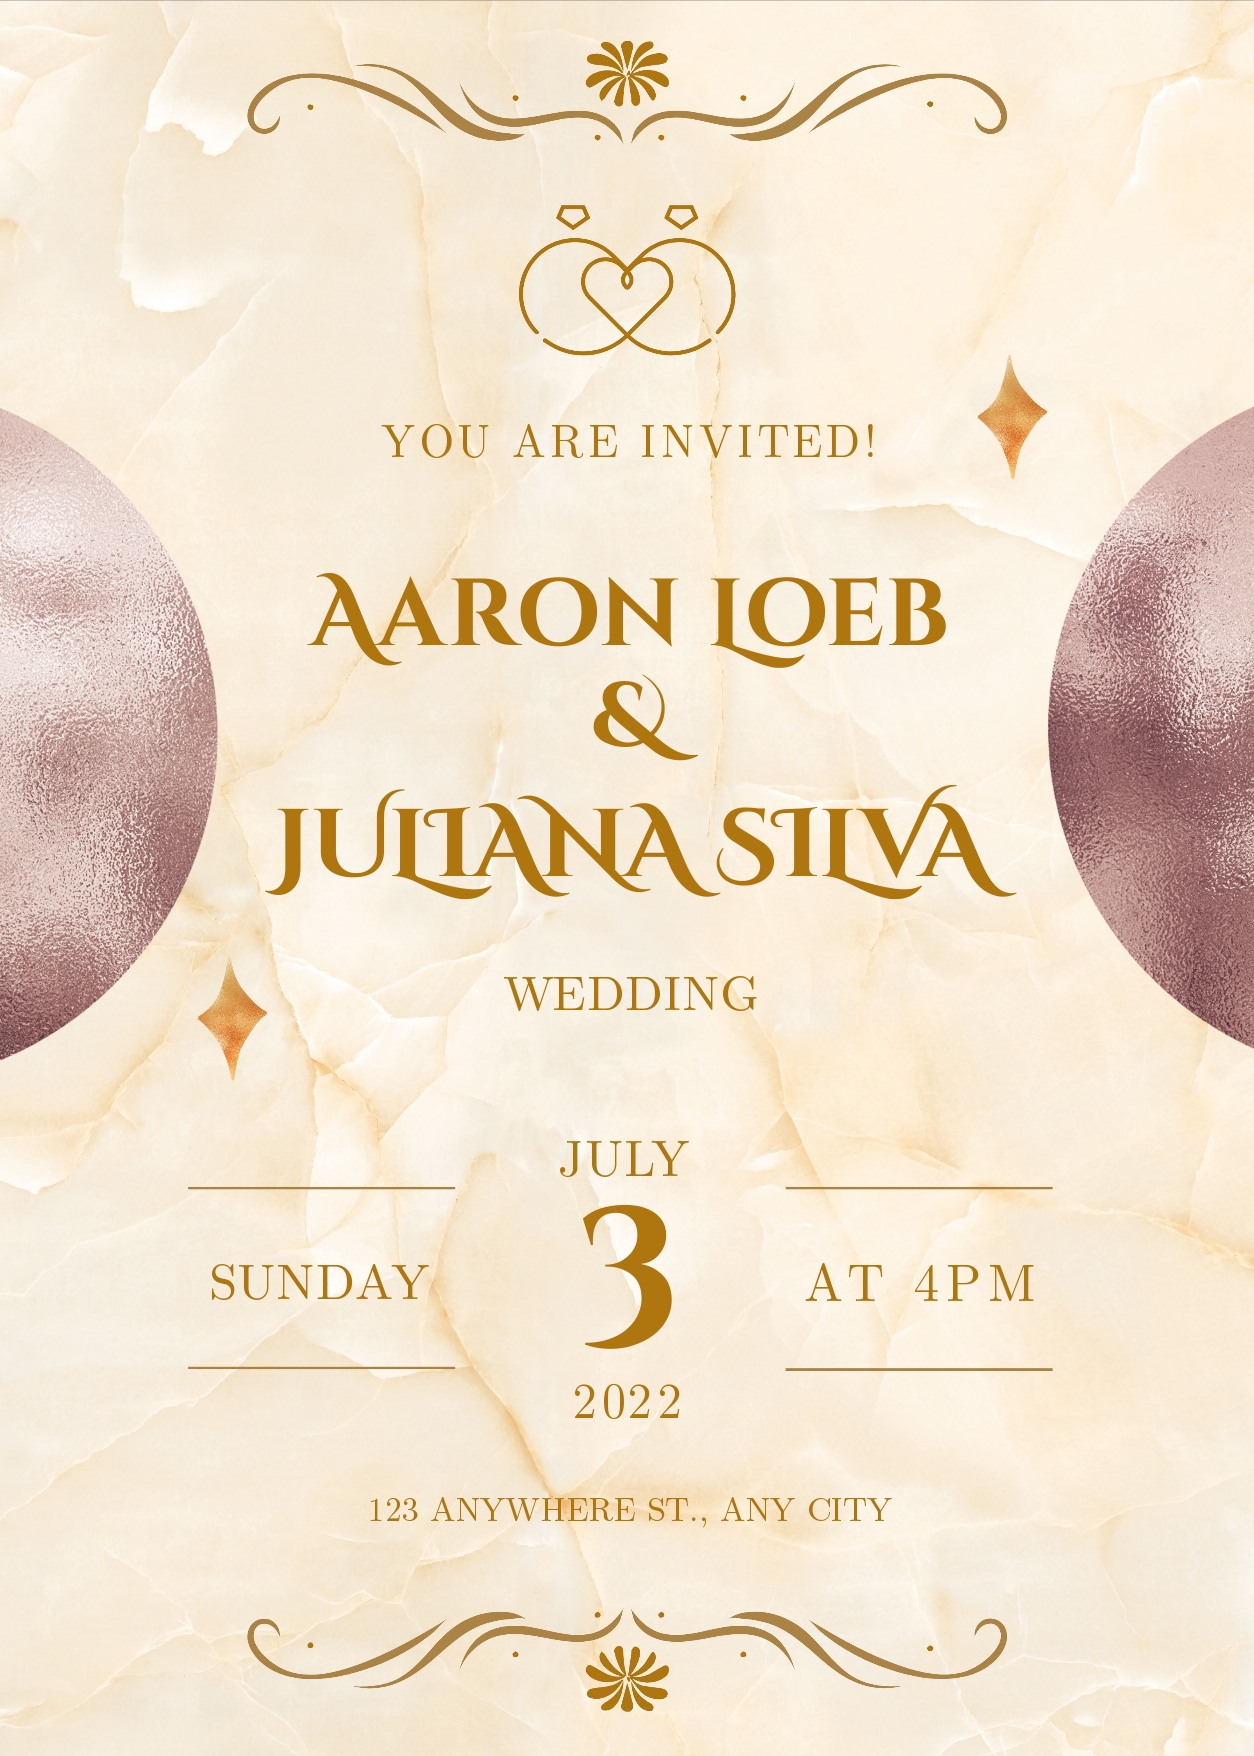 YOU ARE INVITED!
AARON LOEB
&
JULIANA SILVA
WEDDING
JULY
SUNDAY
3
AT 4PM
2022
123 ANYWHERE ST., ANY CITY